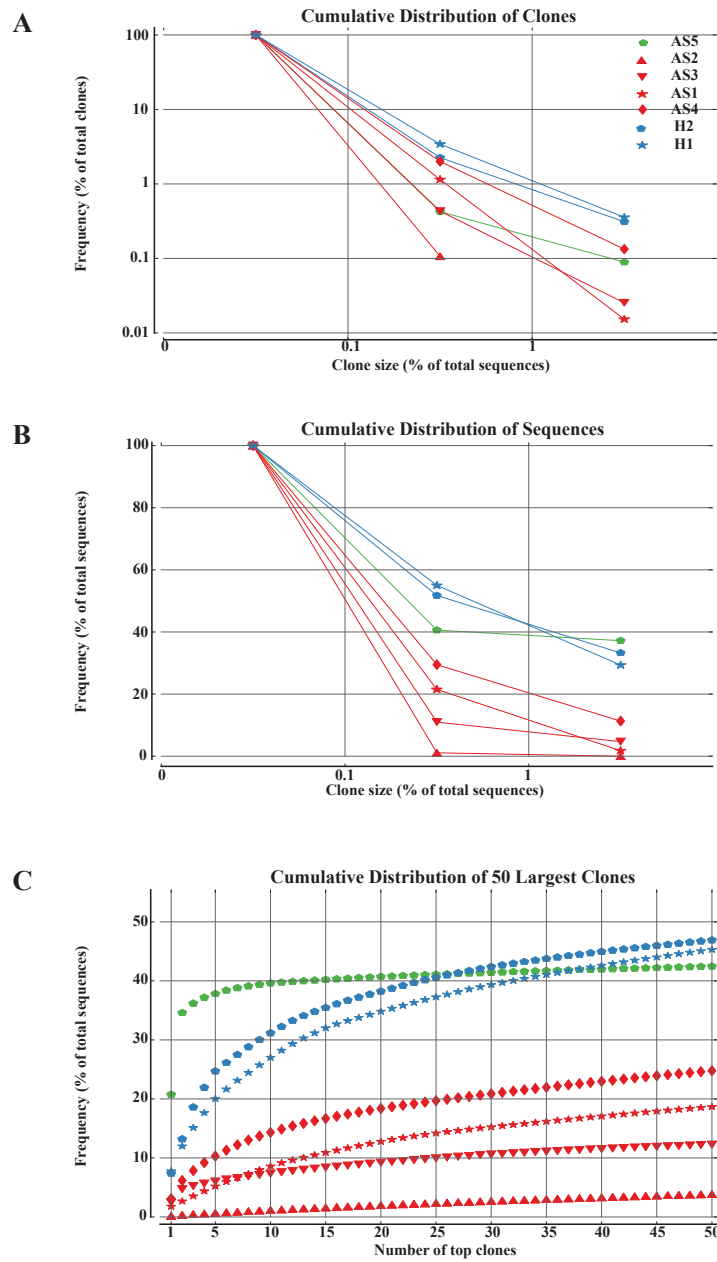 A
Cumulative Distribution of Clones
Frequency (% of total clones)
100
10
1
0.1
0.01
0
0.1
1
Clone size (% of total sequences)
AS5
AS2
AS3
AS1
AS4
H2
H1
B
Cumulative Distribution of Sequences
Frequency (% of total sequences)
100
80
60
40
20
0
0
0.1
1
Clone size (% of total sequences)
C
Cumulative Distribution of 50 Largest Clones
Frequency (% of total sequences)
50
40
30
20
10
0
1
5
10
15
20
25
30
35
40
45
50
Number of top clones